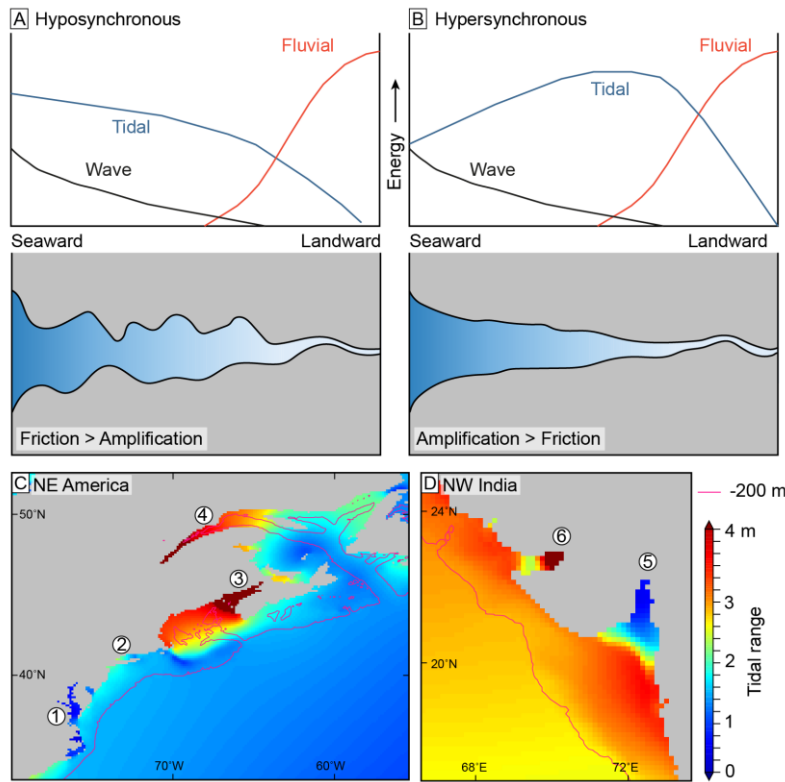 A Hyposynchronous
B Hypersynchronous
Fluvial
Tidal
Wave
Energy
Fluvial
Tidal
Wave
Seaward
Landward
Seaward
Landward
Friction > Amplification
Amplification > Friction
C NE America
50°N
40°N
70°W
60°W
1
2
3
4
D NW India
24°N
20°N
68°E
72°E
6
5
-200 m
4 m
3
2
1
0
Tidal range